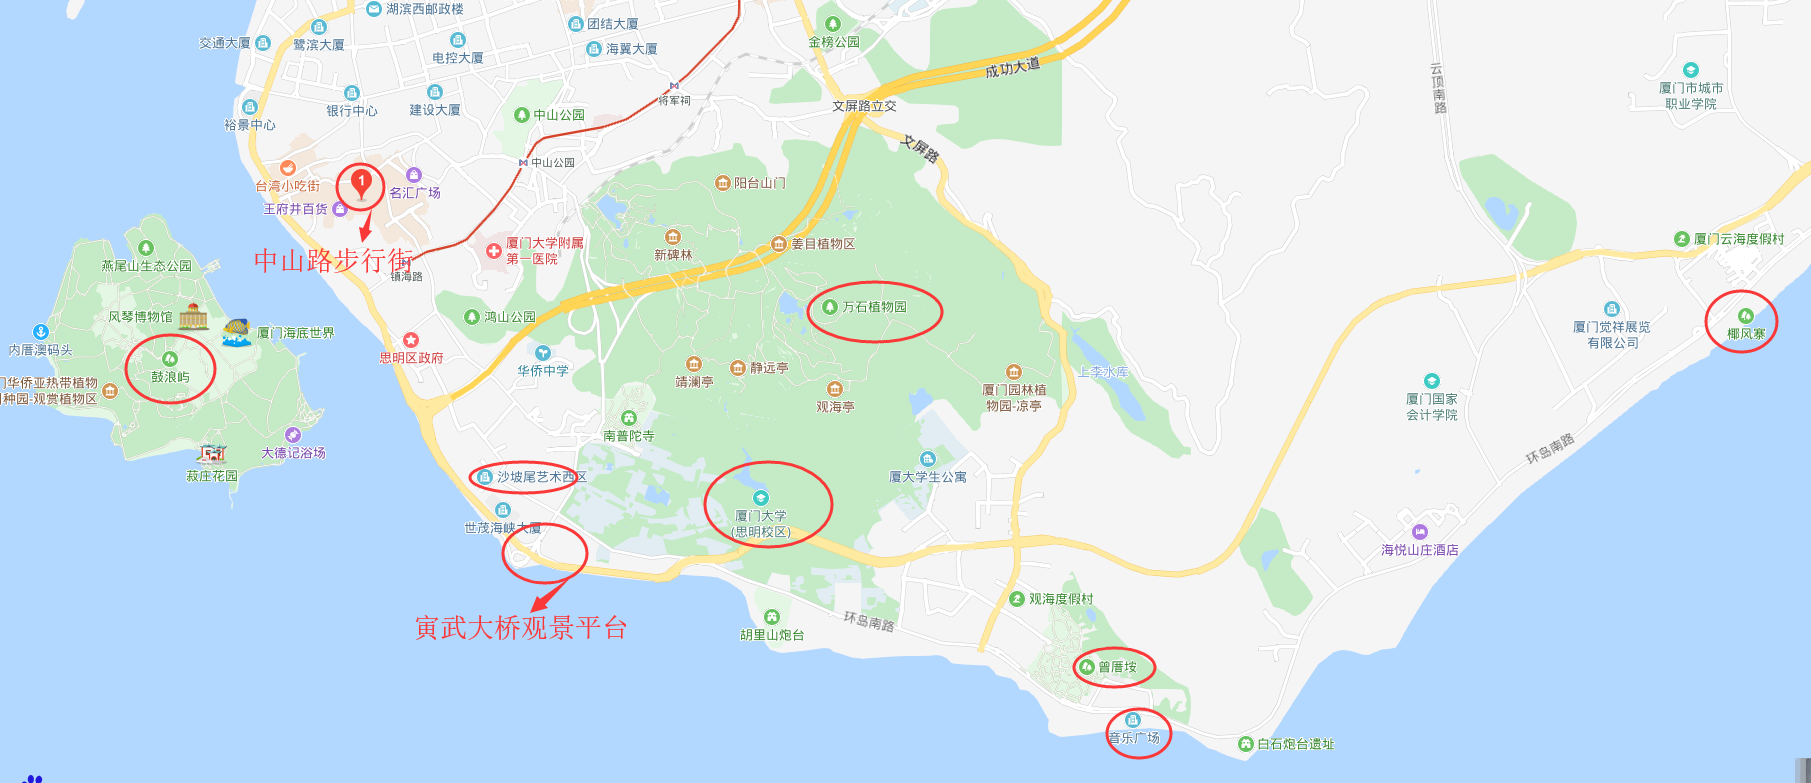 湖滨西邮政楼
团结大厦
交通大厦
鹭滨大厦
海翼大厦
金榜公园
电控大厦
成功大道
云顶南路
厦门市城市
职业学院
银行中心
建设大厦
将军祠
文屏路立交
裕景中心
中山公园
文屏路
中山公园
台湾小吃街
1
名汇广场
阳台山门
王府井百货
中山路步行街
镇海路
厦门大学附属
第一医院
新碑林
姜目植物区
厦门云海度假村
燕尾山生态公园
风琴博物馆
厦门海底世界
鸿山公园
万石植物园
厦门觉祥展览
有限公司
椰风寨
内厝澳码头
思明区政府
鼓浪屿
华侨中学
靖澜亭
静远亭
厦门园林植
物园-凉亭
上李水库
门华侨亚热带植物
引种园-观赏植物区
观海亭
厦门国家
会计学院
南普陀寺
大德记浴场
环岛南路
菽庄花园
沙坡尾艺术西区
厦大学生公寓
世茂海峡大厦
厦门大学
(思明校区)
海悦山庄酒店
寅武大桥观景平台
观海度假村
胡里山炮台
环岛南路
曾厝垵
音乐广场
白石炮台遗址